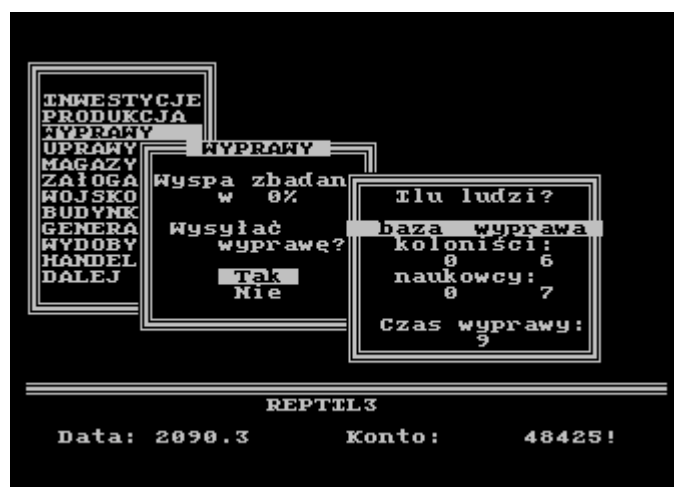 INWESTYCJE
PRODUKCJA
WYPRAWY
UPRAWY
MAGAZY
ZAŁOGA
WOJSKO
BUDYNK
GENERA
WYDOBY
HANDEL
DALEJ
WYPRAWY
Wyspa zbadan
w 0%
Wysyłać
wyprawę?
Tak
Nie
Ilu ludzi?
baza wyprawa
koloniści:
0 6
naukowcy:
0 7
Czas wyprawy:
9
REPTIL3
Data: 2090.3 Konto: 48425!